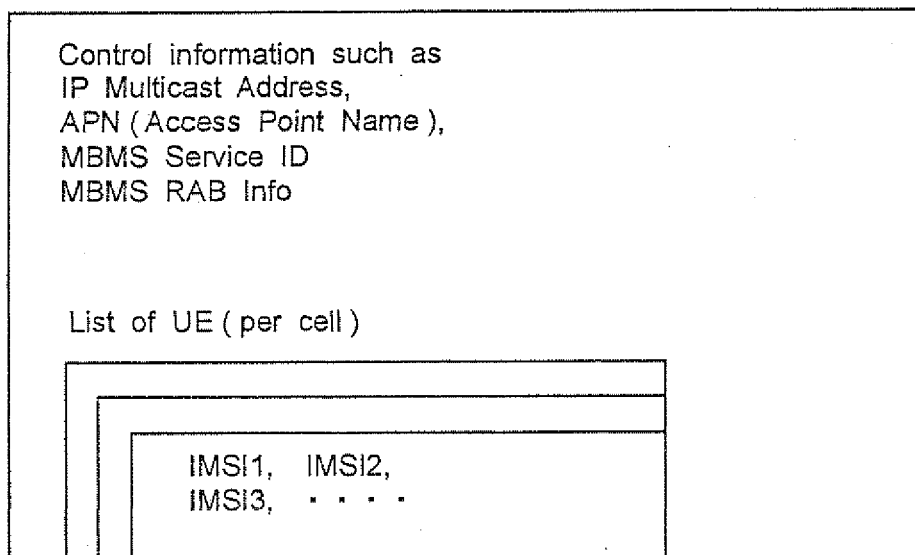 Control information such as
IP Multicast Address,
APN ( Access Point Name ),
MBMS Service ID
MBMS RAB Info
List of UE ( per cell )
IMSI1, IMSI2,
IMSI3, ・・・・